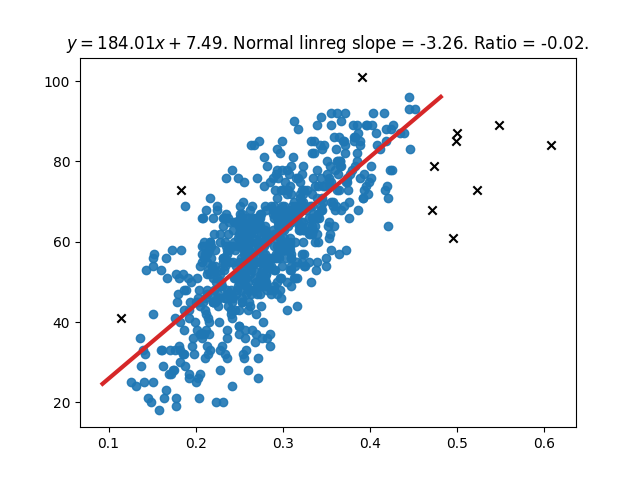 y = 184.01x + 7.49. Normal linreg slope = -3.26. Ratio = -0.02.
100
80
60
40
20
0.1 0.2 0.3 0.4 0.5 0.6